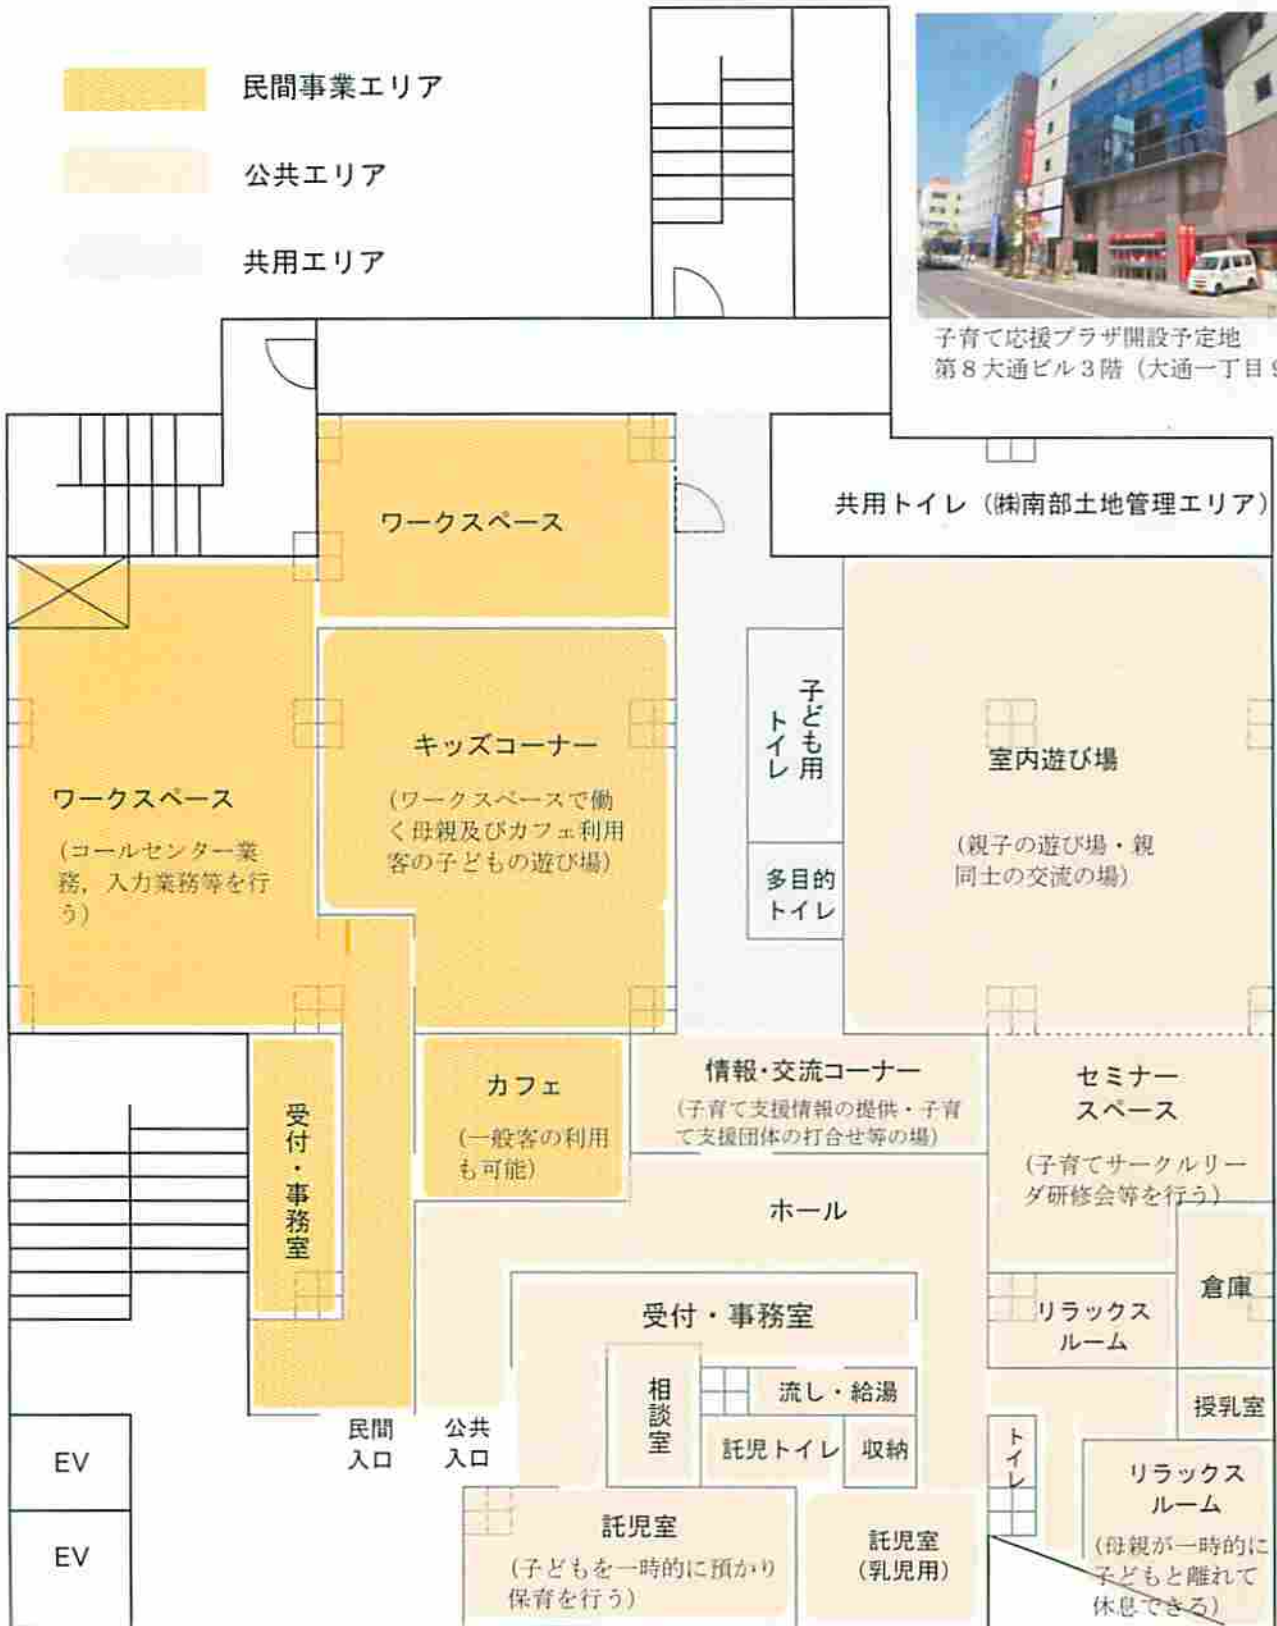 民間事業エリア
公共エリア
共用エリア
子育て応援プラザ開設予定地
第8大通ビル3階（大通一丁目9
共用トイレ（㈱南部土地管理エリア）
ワークスペース
ワークスペース
(コールセンター業
務，入力業務等を行
う)
キッズコーナー
(ワークスペースで働
く母親及びカフェ利用
客の子どもの遊び場)
子ども用
トイレ
多目的
トイレ
室内遊び場
(親子の遊び場・親
同士の交流の場)
受付・事務室
カフェ
(一般客の利用
も可能)
情報・交流コーナー
(子育て支援情報の提供・子育
て支援団体の打合せ等の場)
セミナー
スペース
(子育てサークルリー
ダ研修会等を行う)
ホール
受付・事務室
相談室
流し・給湯
託児トイレ
収納
リラックス
ルーム
倉庫
授乳室
トイレ
リラックス
ルーム
(母親が一時的に
子どもと離れて
休息できる)
民間
入口
公共
入口
EV
EV
託児室
(子どもを一時的に預かり
保育を行う)
託児室
(乳児用)